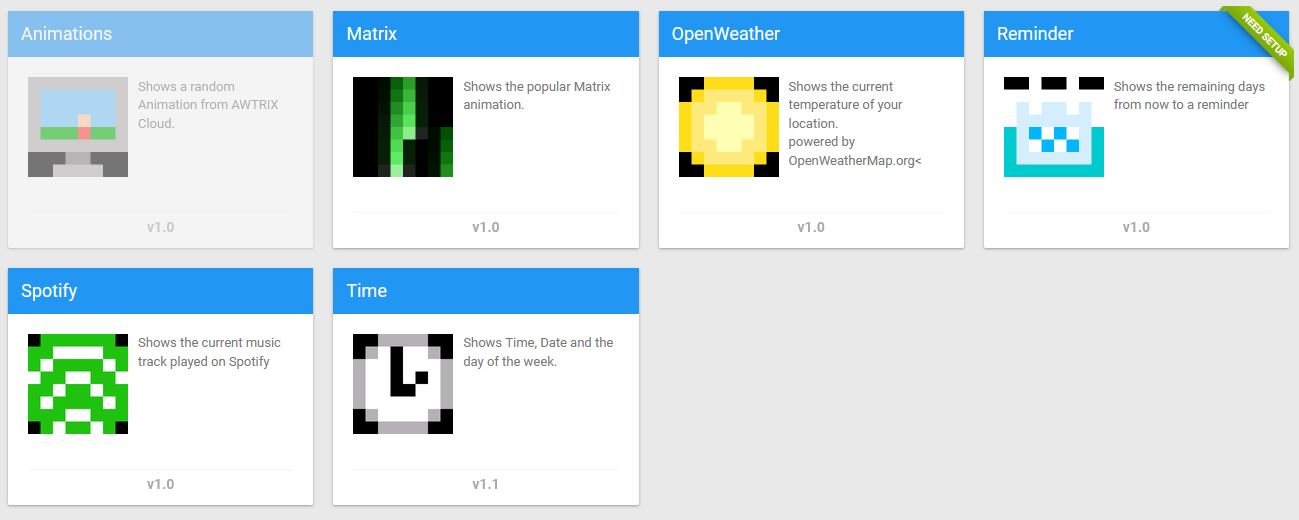 Animations
Shows a random
Animation from AWTRIX
Cloud.
v1.0
Matrix
Shows the popular Matrix
animation.
v1.0
OpenWeather
Shows the current
temperature of your
location.
powered by
OpenWeatherMap.org<
v1.0
Reminder
NEED SETUP
Shows the remaining days
from now to a reminder
v1.0
Spotify
Shows the current music
track played on Spotify
v1.0
Time
Shows Time, Date and the
day of the week.
v1.1